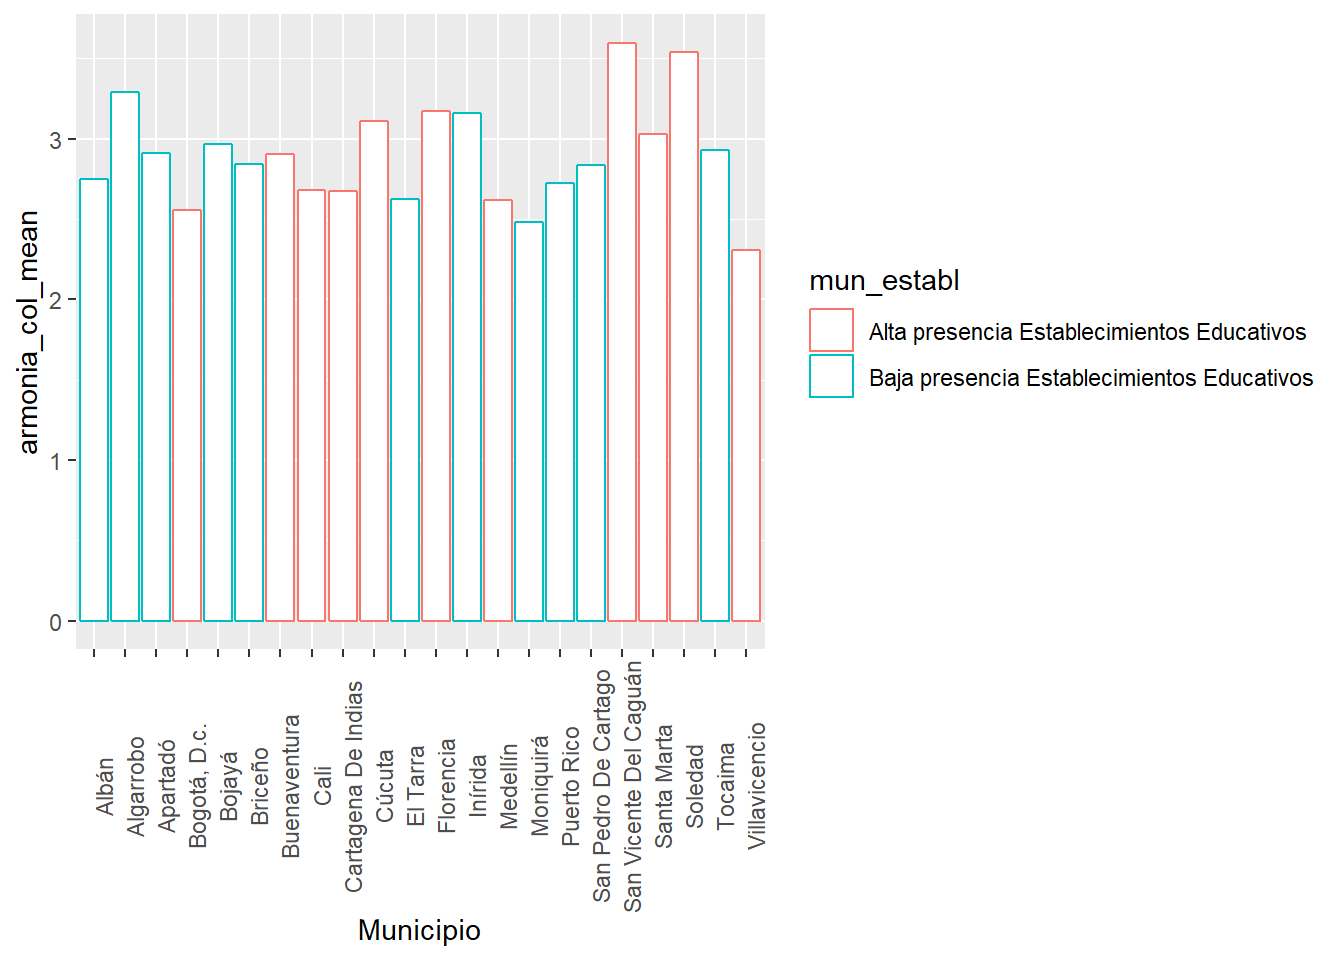 armonia_col_mean
3
2
1
0
Albán
Algarrobo
Apartadó
Bogotá, D.c.
Bojayá
Briceño
Buenaventura
Cali
Cartagena De Indias
Cúcuta
El Tarra
Florencia
Inírida
Medellín
Moniquirá
Puerto Rico
San Pedro De Cartago
San Vicente Del Caguán
Santa Marta
Soledad
Tocaima
Villavicencio
Municipio
mun_establ
Alta presencia Establecimientos Educativos
Baja presencia Establecimientos Educativos